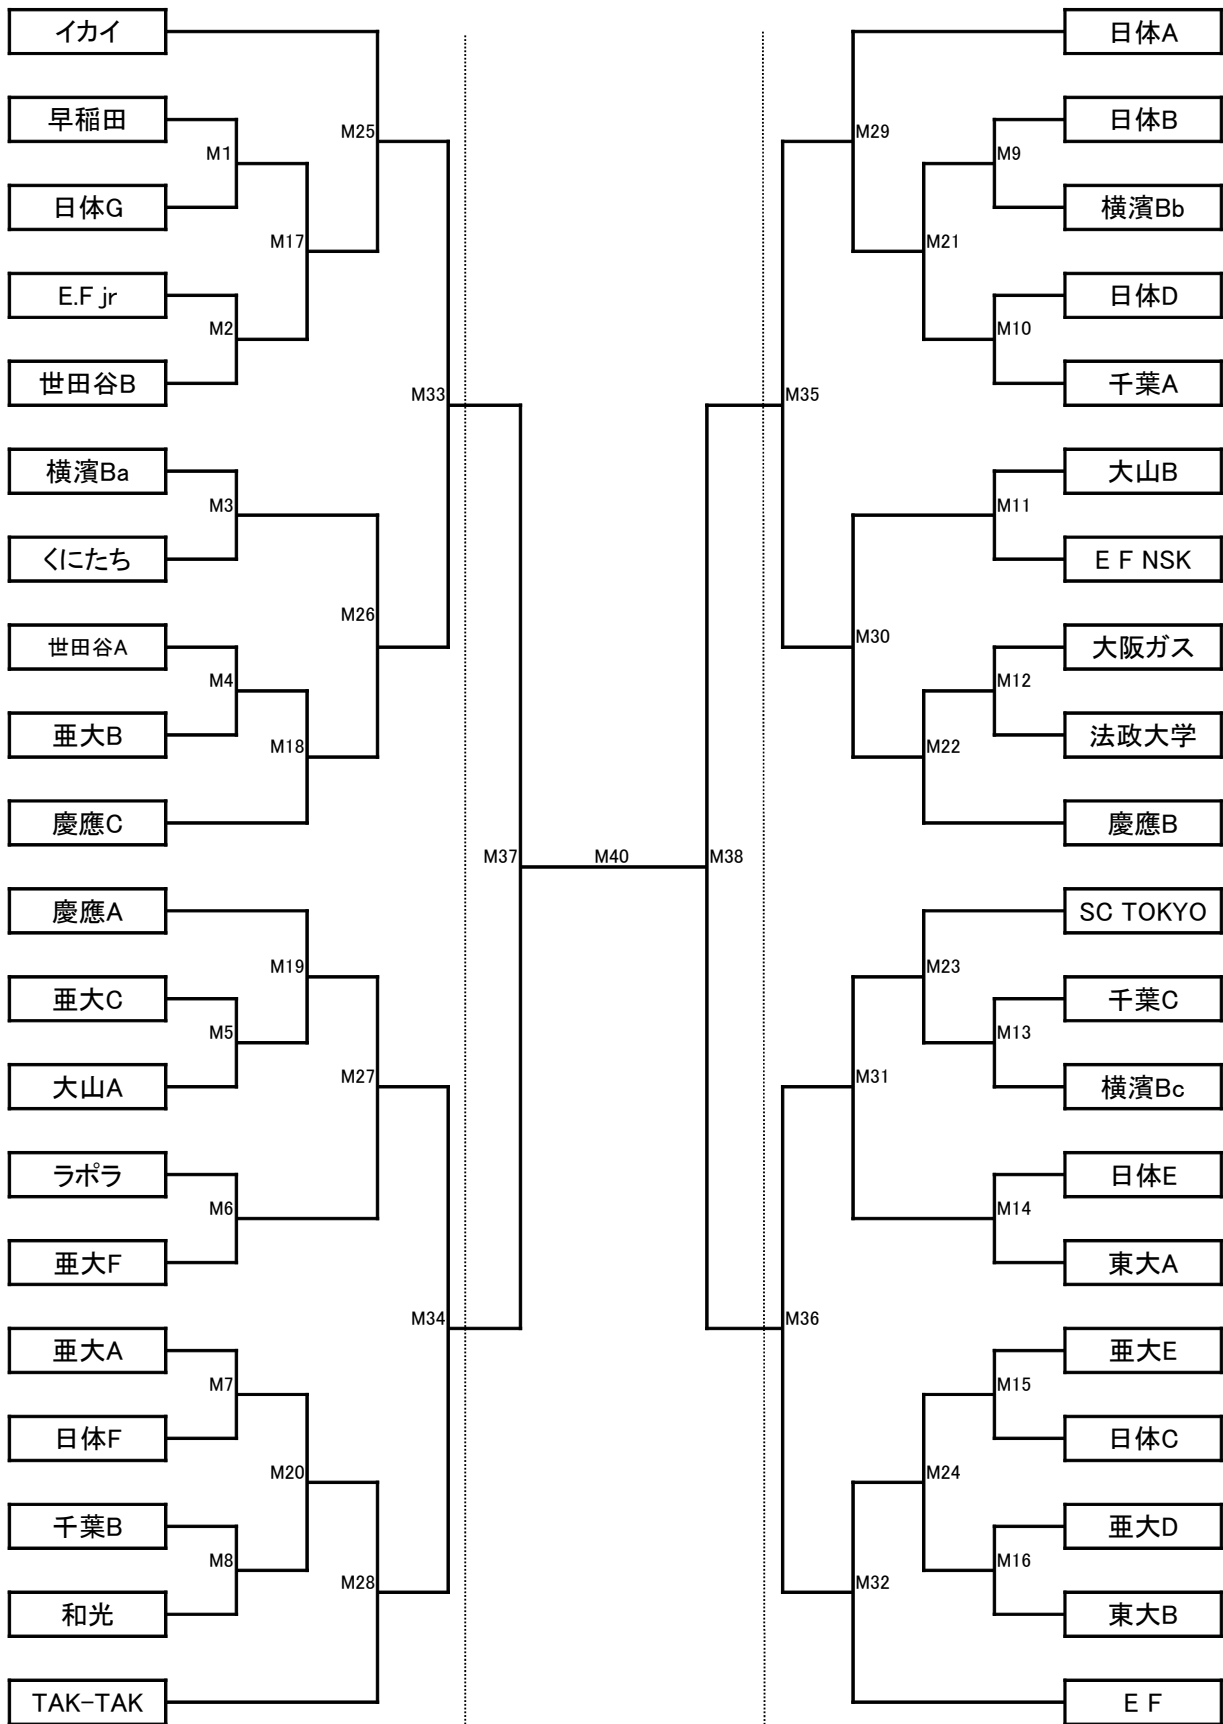 イカイ
早稲田
日体G
E.F jr
世田谷B
横濱Ba
くにたち
世田谷A
亜大B
慶應C
慶應A
亜大C
大山A
ラポラ
亜大F
亜大A
日体F
千葉B
和光
TAK-TAK
M1
M2
M3
M4
M5
M6
M7
M8
M17
M18
M19
M20
M25
M26
M27
M28
M33
M34
M37
M40
M38
M35
M36
M29
M30
M31
M32
M21
M22
M23
M24
M9
M10
M11
M12
M13
M14
M15
M16
日体A
日体B
横濱Bb
日体D
千葉A
大山B
E F NSK
大阪ガス
法政大学
慶應B
SC TOKYO
千葉C
横濱Bc
日体E
東大A
亜大E
日体C
亜大D
東大B
E F